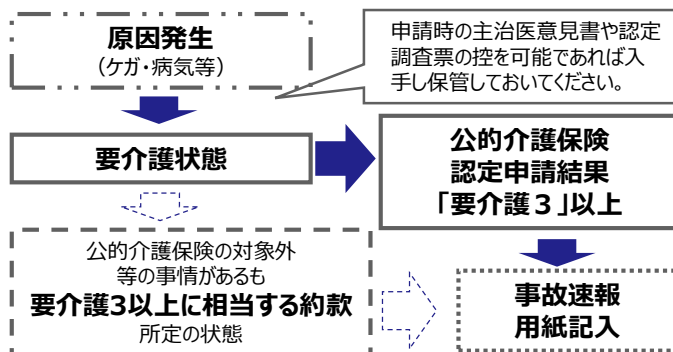 原因発生
（ケガ・病気等）
申請時の主治医意見書や認定
調査票の控を可能であれば入
手し保管しておいてください。
要介護状態
公的介護保険
認定申請結果
「要介護３」以上
公的介護保険の対象外
等の事情があるも
要介護3以上に相当する約款
所定の状態
事故速報
用紙記入